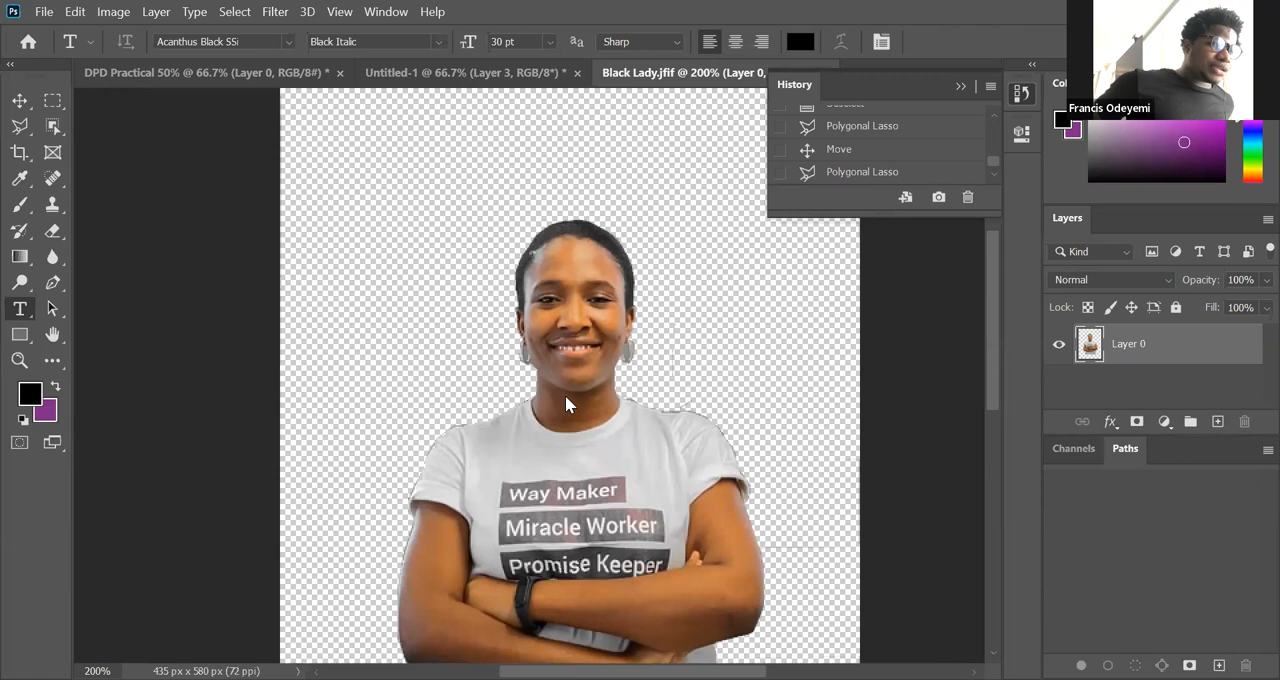 File Edit Image Layer Type Select Filter 3D View Window Help
T Acanthus Black SSi Black Italic 30 pt Sharp
DPD Practical 50% @ 66.7% (Layer 0, RGB/8#) * Untitled-1 @ 66.7% (Layer 3, RGB/8*) * Black Lady.jfif @ 200% (Layer 0,
Francis Odeyemi
History
Polygonal Lasso
Move
Polygonal Lasso
Layers
Kind
Normal Opacity: 100%
Lock: Fill: 100%
Layer 0
Channels Paths
Way Maker
Miracle Worker
Promise Keeper
200% 435 px x 580 px (72 ppi)